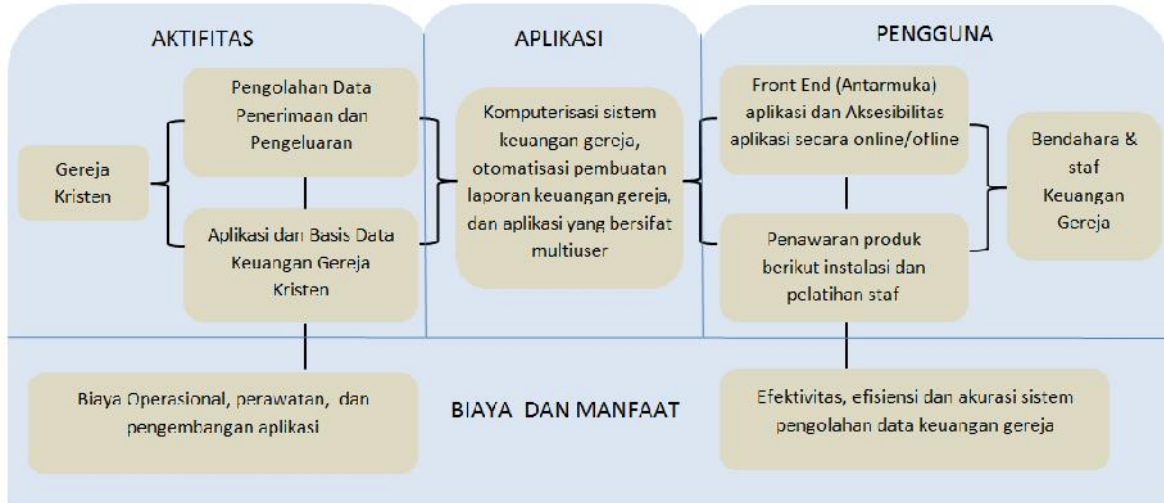 AKTIFITAS
Gereja
Kristen
Pengolahan Data
Penerimaan dan
Pengeluaran
Aplikasi dan Basis Data
Keuangan Gereja
Kristen
APLIKASI
Komputerisasi sistem
keuangan gereja,
otomatisasi pembuatan
laporan keuangan gereja,
dan aplikasi yang bersifat
multiuser
PENGGUNA
Front End (Antarmuka)
aplikasi dan Aksesibilitas
aplikasi secara online/ofline
Penawaran produk
berikut instalasi dan
pelatihan staf
Bendahara &
staf
Keuangan
Gereja
Biaya Operasional, perawatan, dan
pengembangan aplikasi
BIAYA DAN MANFAAT
Efektivitas, efisiensi dan akurasi sistem
pengolahan data keuangan gereja